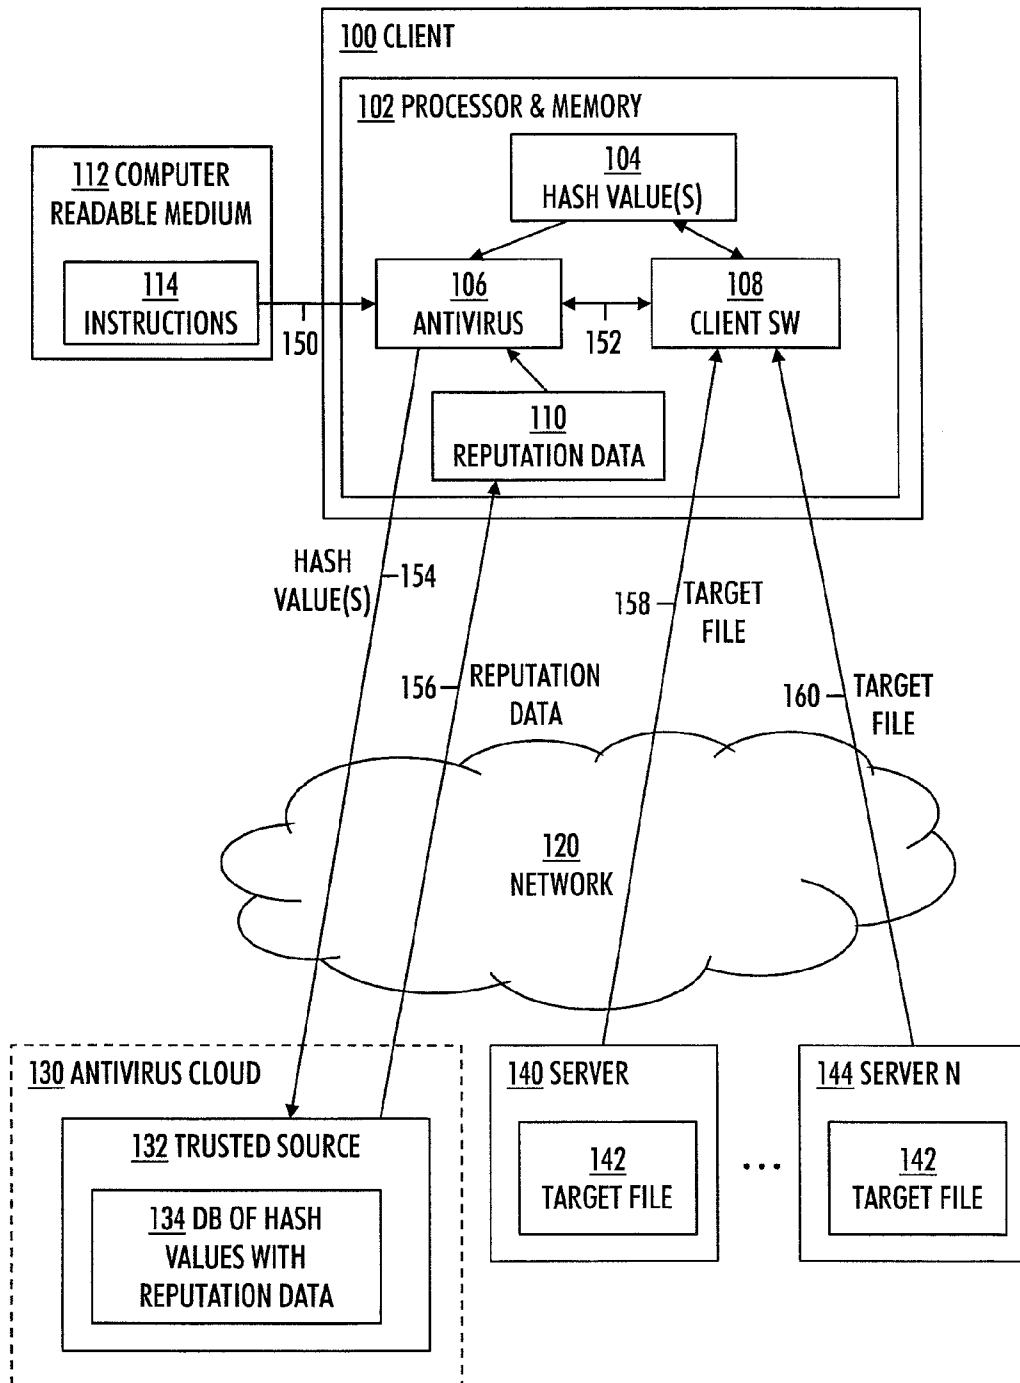 100 CLIENT
102 PROCESSOR & MEMORY
104
HASH VALUE(S)
112 COMPUTER
READABLE MEDIUM
114
INSTRUCTIONS
150
106
ANTIVIRUS
152
108
CLIENT SW
110
REPUTATION DATA
HASH
VALUE(S)
154
156
REPUTATION
DATA
158
TARGET
FILE
160
TARGET
FILE
120
NETWORK
130 ANTIVIRUS CLOUD
132 TRUSTED SOURCE
134 DB OF HASH
VALUES WITH
REPUTATION DATA
140 SERVER
142
TARGET FILE
...
144 SERVER N
142
TARGET FILE